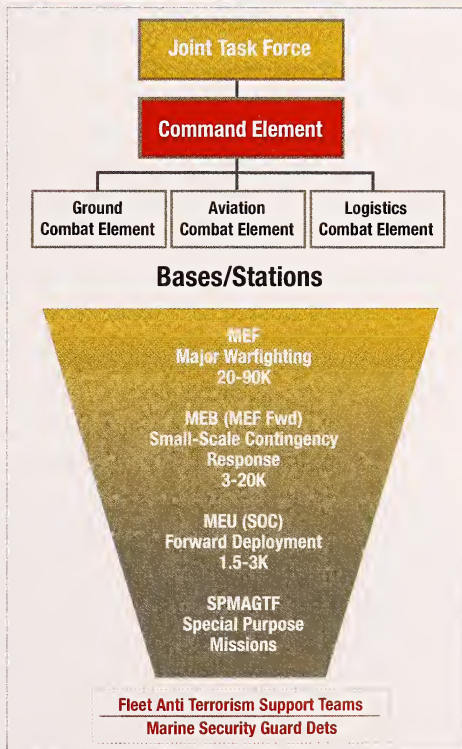 Joint Task Force
Command Element
Ground
Combat Element
Aviation
Combat Element
Logistics
Combat Element
Bases/Stations
MEF
Major Warfighting
20-90K
MEB (MEF Fwd)
Small-Scale Contingency
Response
3-20K
MEU (SOC)
Forward Deployment
1.5-3K
SPMAGTF
Special Purpose
Missions
Fleet Anti Terrorism Support Teams
Marine Security Guard Dets